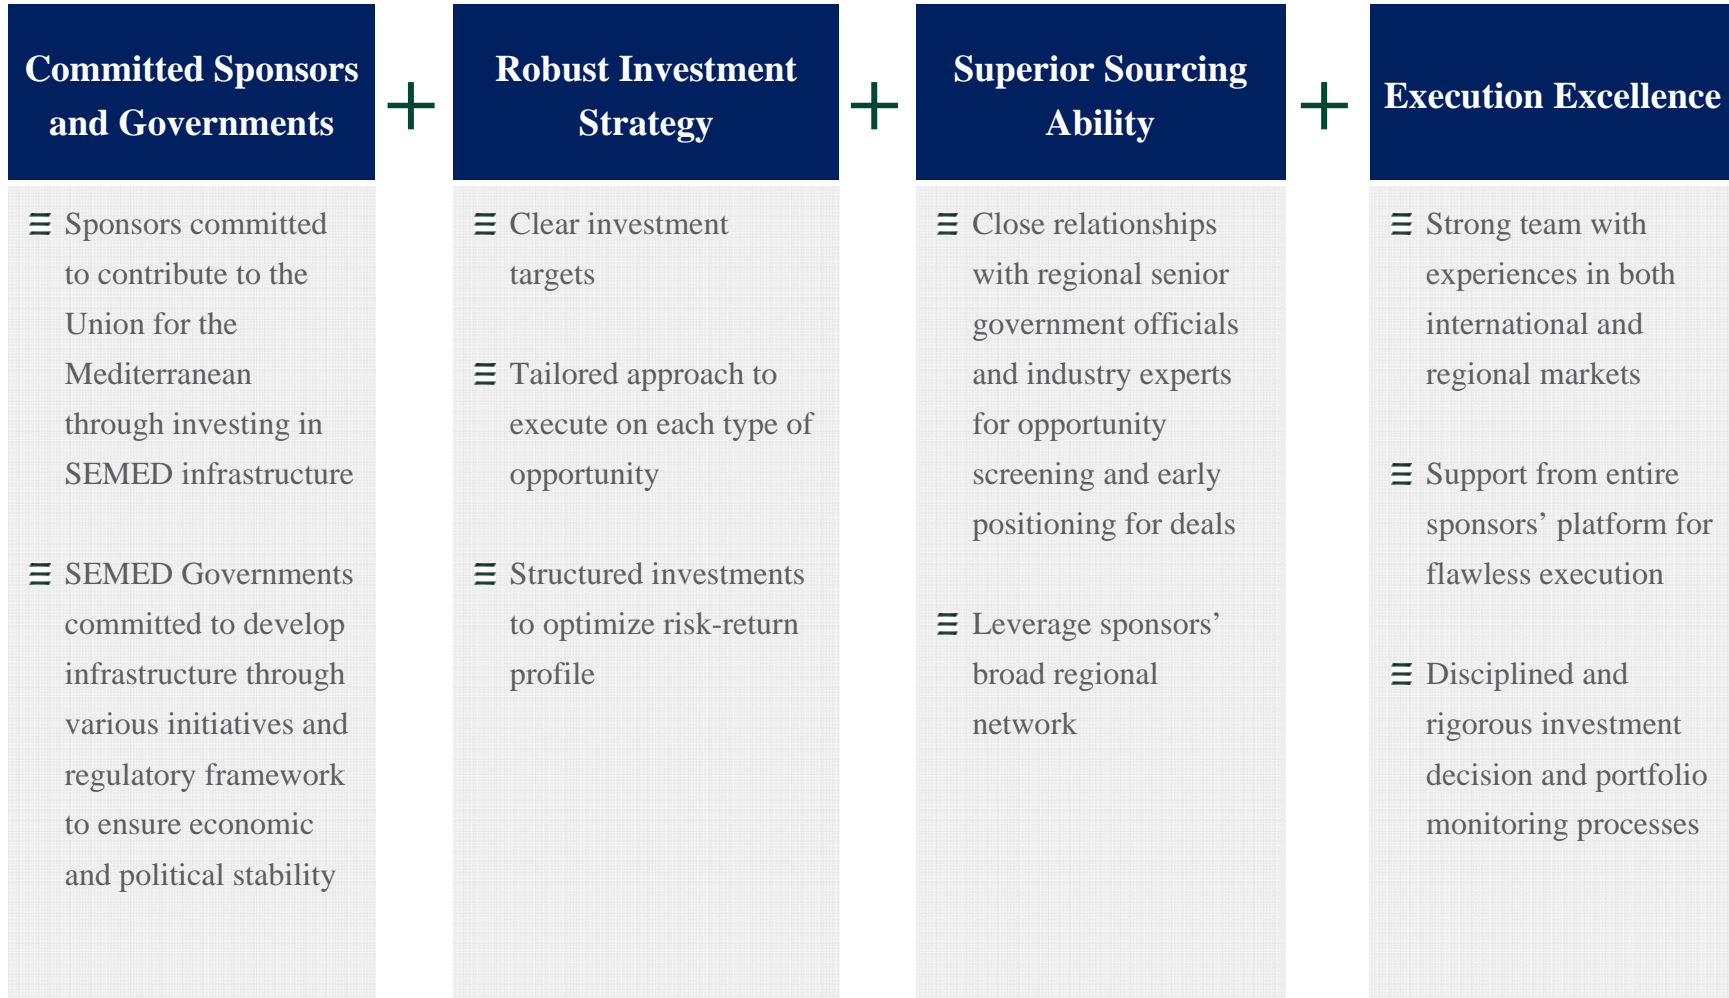 Committed Sponsors
and Governments
+
Robust Investment
Strategy
+
Superior Sourcing
Ability
+
Execution Excellence
Sponsors committed
to contribute to the
Union for the
Mediterranean
through investing in
SEMED infrastructure
SEMED Governments
committed to develop
infrastructure through
various initiatives and
regulatory framework
to ensure economic
and political stability
Clear investment
targets
Tailored approach to
execute on each type of
opportunity
Structured investments
to optimize risk-return
profile
Close relationships
with regional senior
government officials
and industry experts
for opportunity
screening and early
positioning for deals
Leverage sponsors’
broad regional
network
Strong team with
experiences in both
international and
regional markets
Support from entire
sponsors’ platform for
flawless execution
Disciplined and
rigorous investment
decision and portfolio
monitoring processes